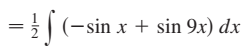 = 1/2 ∫ (−sin x + sin 9x) dx